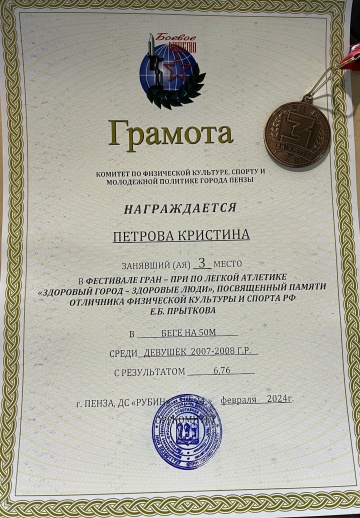 Боевое
Грамота
КОМИТЕТ ПО ФИЗИЧЕСКОЙ КУЛЬТУРЕ, СПОРТУ И
МОЛОДЕЖНОЙ ПОЛИТИКЕ ГОРОДА ПЕНЗЫ
НАГРАЖДАЕТСЯ
ПЕТРОВА КРИСТИНА
ЗАНЯВШИЙ (АЯ) 3 МЕСТО
В ФЕСТИВАЛЕ ГРАН – ПРИ ПО ЛЕГКОЙ АТЛЕТИКЕ
«ЗДОРОВЫЙ ГОРОД – ЗДОРОВЫЕ ЛЮДИ», ПОСВЯЩЕННЫЙ ПАМЯТИ
ОТЛИЧНИКА ФИЗИЧЕСКОЙ КУЛЬТУРЫ И СПОРТА РФ
Е.Б. ПРЫТКОВА
В БЕГЕ НА 50М
СРЕДИ ДЕВУШЕК 2007-2008 Г.Р.
С РЕЗУЛЬТАТОМ 6,76
г. ПЕНЗА, ДС «РУБИН» февраля 2024г.